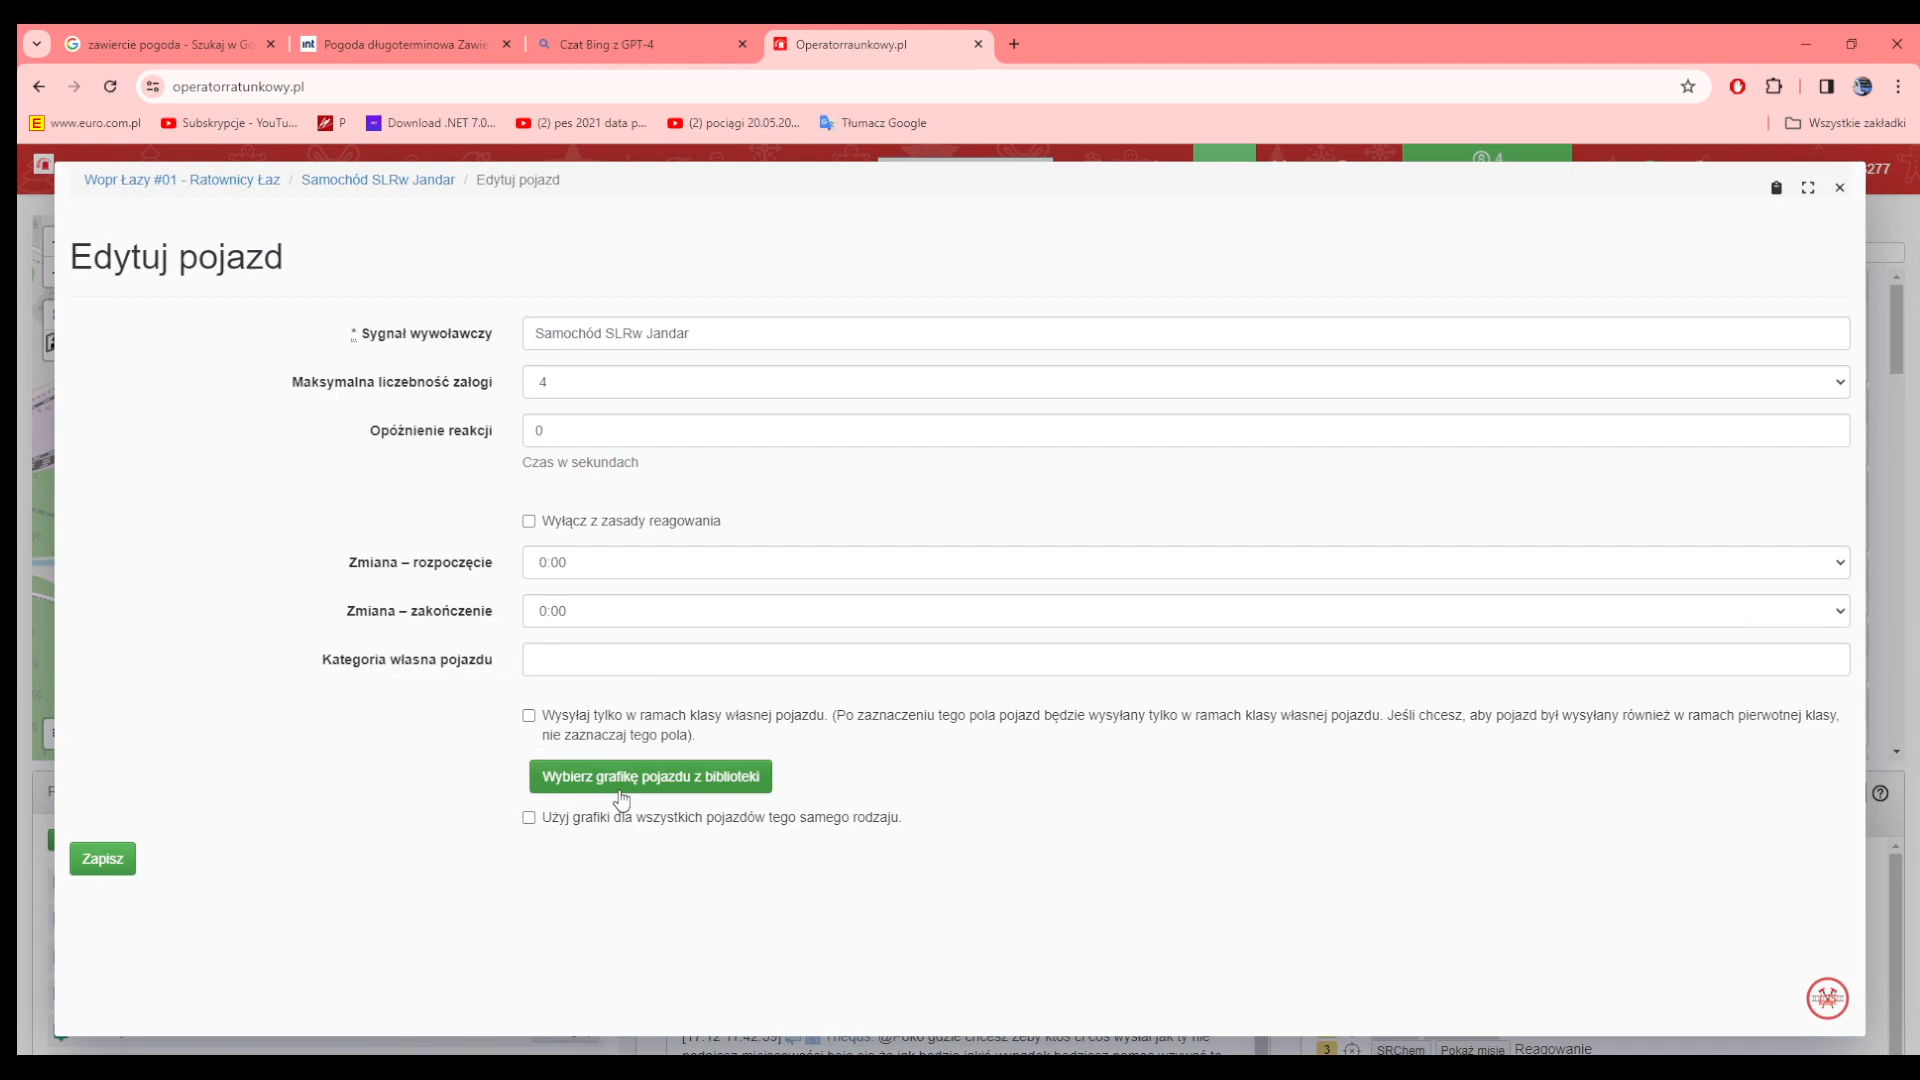 zawiercie pogoda - Szukaj w Go
Pogoda długoterminowa Zawie
Czat Bing z GPT-4
Operatorraunkowy.pl
operatorratunkowy.pl
www.euro.com.pl
Subskrypcje - YouTu...
P
Download .NET 7.0...
(2) pes 2021 data p...
(2) pociągi 20.05.20...
Tłumacz Google
Wszystkie zakładki
4
277
Wopr Łazy #01 - Ratownicy Łaz / Samochód SLRw Jandar / Edytuj pojazd
Edytuj pojazd
* Sygnał wywoławczy
Samochód SLRw Jandar
Maksymalna liczebność załogi
4
Opóźnienie reakcji
0
Czas w sekundach
Wyłącz z zasady reagowania
Zmiana – rozpoczęcie
0:00
Zmiana – zakończenie
0:00
Kategoria własna pojazdu
Wysyłaj tylko w ramach klasy własnej pojazdu. (Po zaznaczeniu tego pola pojazd będzie wysyłany tylko w ramach klasy własnej pojazdu. Jeśli chcesz, aby pojazd był wysyłany również w ramach pierwotnej klasy,
nie zaznaczaj tego pola).
Wybierz grafikę pojazdu z biblioteki
Użyj grafiki dla wszystkich pojazdów tego samego rodzaju.
Zapisz
3 SRChem Pokaż misję Reagowanie